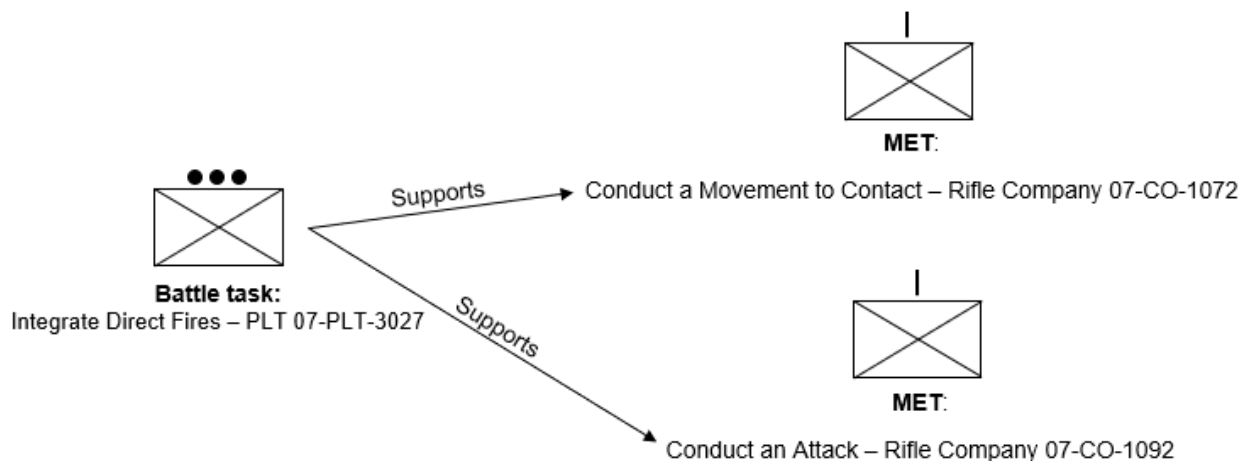 MET:
Conduct a Movement to Contact – Rifle Company 07-CO-1072
Supports
Battle task:
Integrate Direct Fires – PLT 07-PLT-3027
Supports
MET:
Conduct an Attack – Rifle Company 07-CO-1092